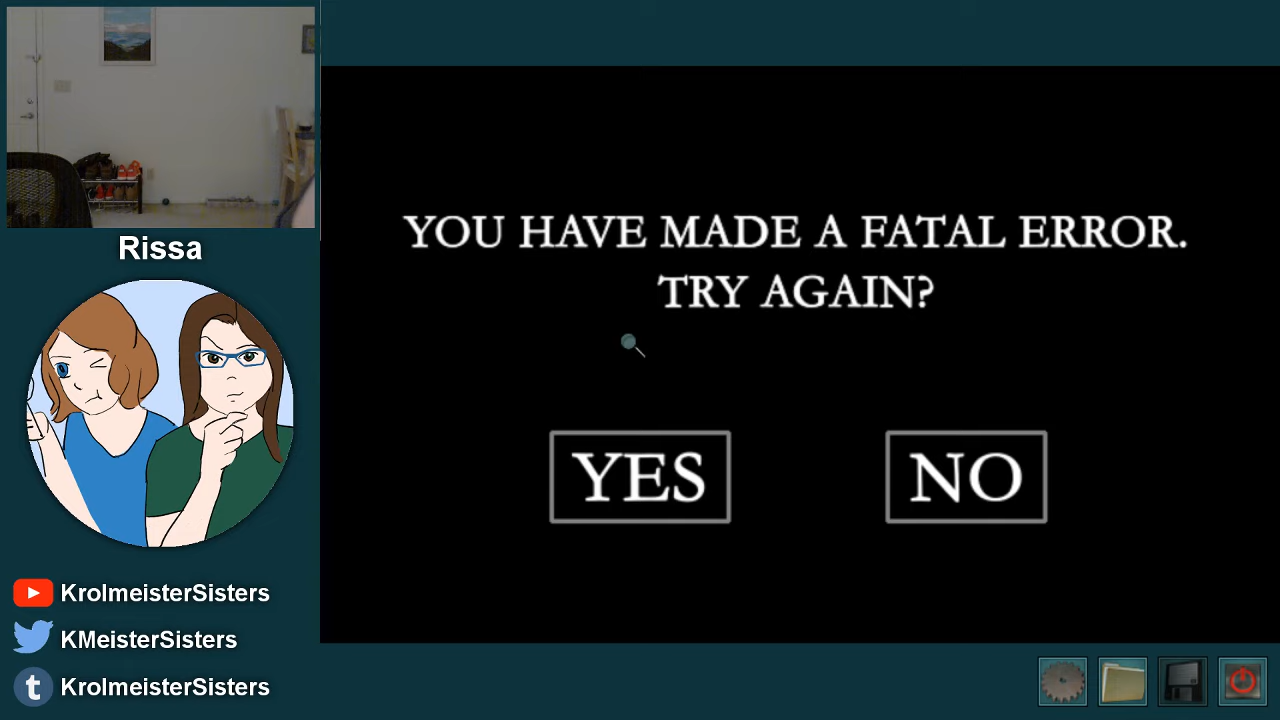 Rissa
KrolmeisterSisters
KMeisterSisters
t KrolmeisterSisters
YOU HAVE MADE A FATAL ERROR.
TRY AGAIN?
YES
NO